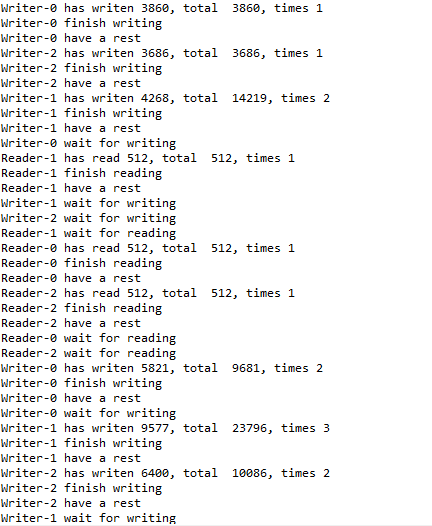 Writer-0 has writen 3860, total  3860, times 1
Writer-0 finish writing
Writer-0 have a rest
Writer-2 has writen 3686, total  3686, times 1
Writer-2 finish writing
Writer-2 have a rest
Writer-1 has writen 4268, total  14219, times 2
Writer-1 finish writing
Writer-1 have a rest
Writer-0 wait for writing
Reader-1 has read 512, total  512, times 1
Reader-1 finish reading
Reader-1 have a rest
Writer-1 wait for writing
Writer-2 wait for writing
Reader-1 wait for reading
Reader-0 has read 512, total  512, times 1
Reader-0 finish reading
Reader-0 have a rest
Reader-2 has read 512, total  512, times 1
Reader-2 finish reading
Reader-2 have a rest
Reader-0 wait for reading
Reader-2 wait for reading
Writer-0 has writen 5821, total  9681, times 2
Writer-0 finish writing
Writer-0 have a rest
Writer-0 wait for writing
Writer-1 has writen 9577, total  23796, times 3
Writer-1 finish writing
Writer-1 have a rest
Writer-2 has writen 6400, total  10086, times 2
Writer-2 finish writing
Writer-2 have a rest
Writer-1 wait for writing